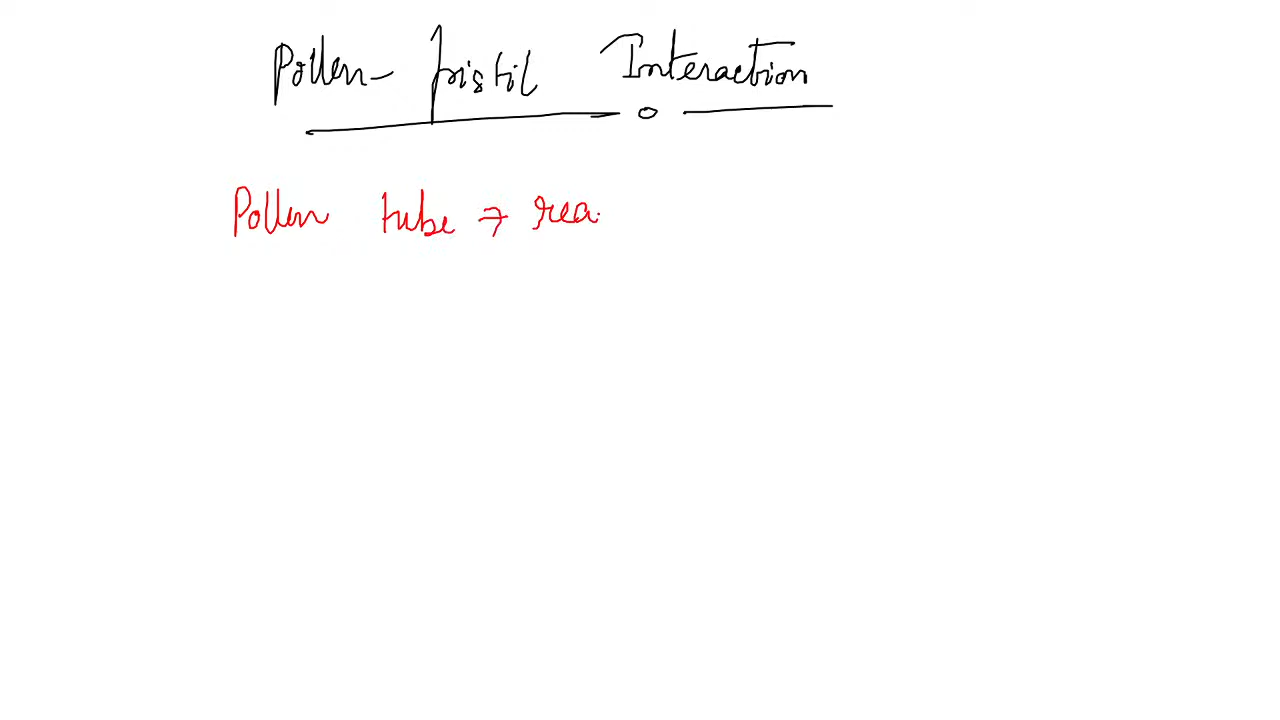 Pollen- pistil Interaction
Pollen tube → rea